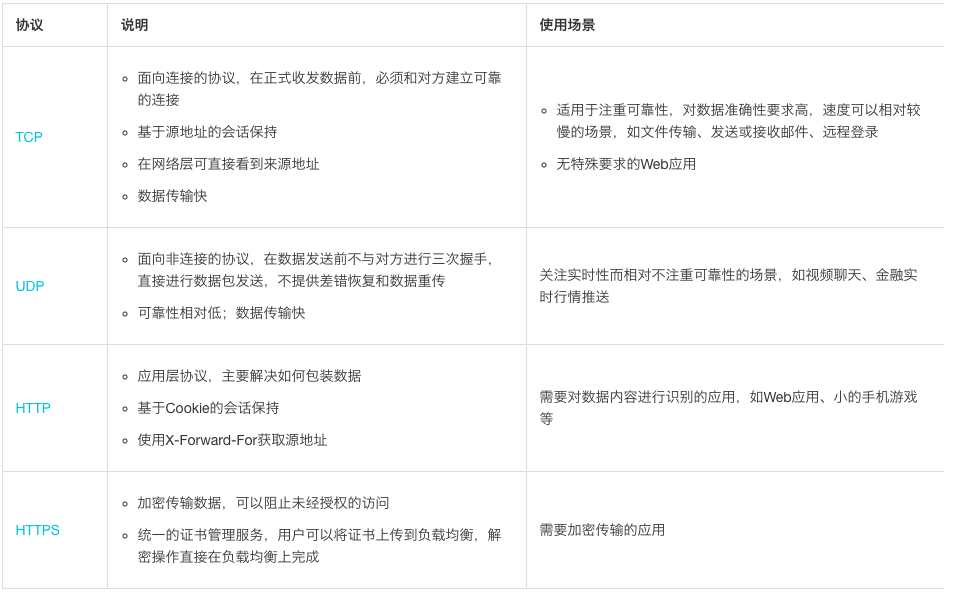 协议 说明 使用场景
TCP
面向连接的协议，在正式收发数据前，必须和对方建立可靠
的连接
基于源地址的会话保持
在网络层可直接看到来源地址
数据传输快
适用于注重可靠性，对数据准确性要求高，速度可以相对较
慢的场景，如文件传输、发送或接收邮件、远程登录
无特殊要求的Web应用
UDP
面向非连接的协议，在数据发送前不与对方进行三次握手，
直接进行数据包发送，不提供差错恢复和数据重传
可靠性相对低；数据传输快
关注实时性而相对不注重可靠性的场景，如视频聊天、金融实
时行情推送
HTTP
应用层协议，主要解决如何包装数据
基于Cookie的会话保持
使用X-Forward-For获取源地址
需要对数据内容进行识别的应用，如Web应用、小的手机游戏
等
HTTPS
加密传输数据，可以阻止未经授权的访问
统一的证书管理服务，用户可以将证书上传到负载均衡，解
密操作直接在负载均衡上完成
需要加密传输的应用